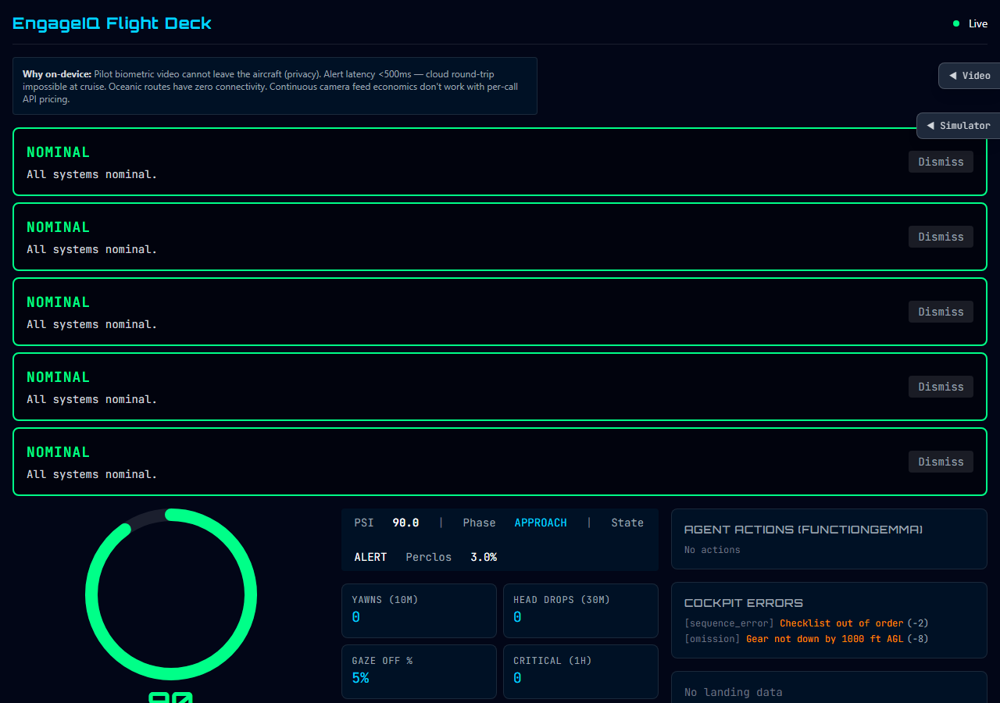 EngageIQ Flight Deck
Live
Why on-device: Pilot biometric video cannot leave the aircraft (privacy). Alert latency <500ms — cloud round-trip
impossible at cruise. Oceanic routes have zero connectivity. Continuous camera feed economics don't work with per-call
API pricing.
◀ Video
◀ Simulator
NOMINAL
All systems nominal.
Dismiss
NOMINAL
All systems nominal.
Dismiss
NOMINAL
All systems nominal.
Dismiss
NOMINAL
All systems nominal.
Dismiss
NOMINAL
All systems nominal.
Dismiss
90
PSI 90.0 | Phase APPROACH | State
ALERT Perclos 3.0%
YAWNS (10M)
0
HEAD DROPS (30M)
0
GAZE OFF %
5%
CRITICAL (1H)
0
AGENT ACTIONS (FUNCTIONGEMMA)
No actions
COCKPIT ERRORS
[sequence_error] Checklist out of order (-2)
[omission] Gear not down by 1000 ft AGL (-8)
No landing data